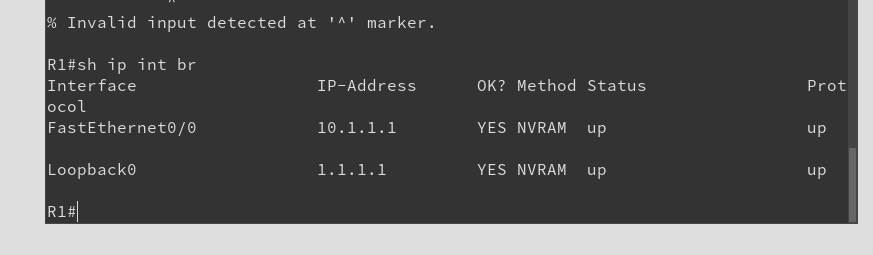 % Invalid input detected at '^' marker.
R1#sh ip int br
Interface IP-Address OK? Method Status Prot
ocol
FastEthernet0/0 10.1.1.1 YES NVRAM up up
Loopback0 1.1.1.1 YES NVRAM up up
R1#